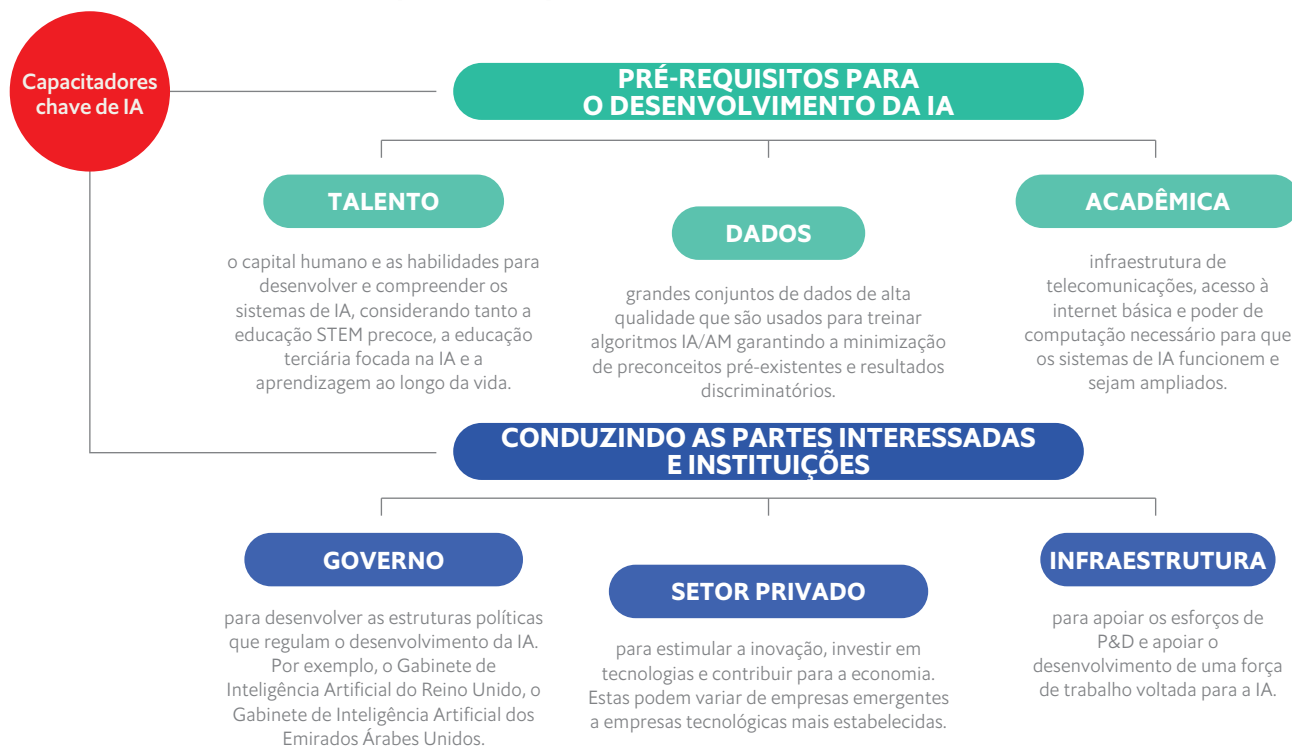 Capacitadores
chave de IA
PRÉ-REQUISITOS PARA
O DESENVOLVIMENTO DA IA
TALENTO
o capital humano e as habilidades para
desenvolver e compreender os
sistemas de IA, considerando tanto a
educação STEM precoce, a educação
terciária focada na IA e a
aprendizagem ao longo da vida.
DADOS
grandes conjuntos de dados de alta
qualidade que são usados para treinar
algoritmos IA/AM garantindo a minimização
de preconceitos pré-existentes e resultados
discriminatórios.
ACADÊMICA
infraestrutura de
telecomunicações, acesso à
internet básica e poder de
computação necessário para que
os sistemas de IA funcionem e
sejam ampliados.
CONDUZINDO AS PARTES INTERESSADAS
E INSTITUIÇÕES
GOVERNO
para desenvolver as estruturas políticas
que regulam o desenvolvimento da IA.
Por exemplo, o Gabinete de
Inteligência Artificial do Reino Unido, o
Gabinete de Inteligência Artificial dos
Emirados Árabes Unidos.
SETOR PRIVADO
para estimular a inovação, investir em
tecnologias e contribuir para a economia.
Estas podem variar de empresas emergentes
a empresas tecnológicas mais estabelecidas.
INFRAESTRUTURA
para apoiar os esforços de
P&D e apoiar o
desenvolvimento de uma força
de trabalho voltada para a IA.